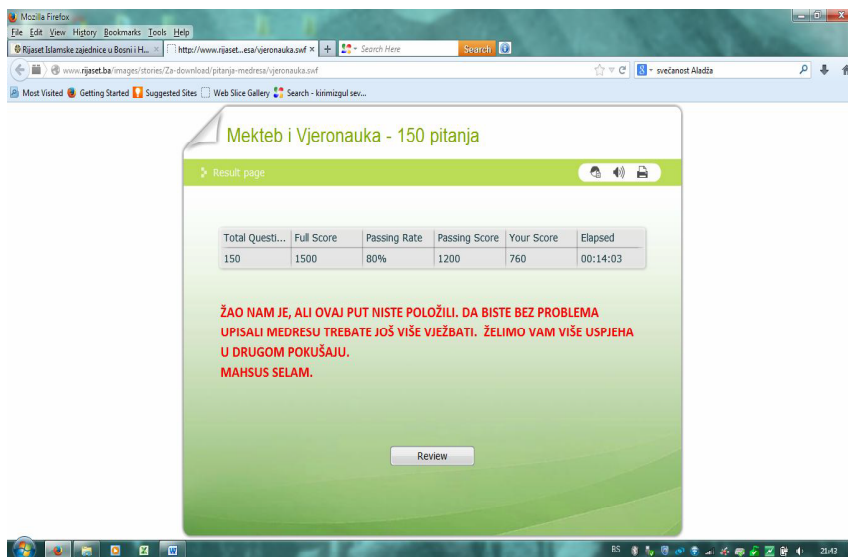 Mozilla Firefox
File Edit View History Bookmarks Tools Help
Rijaset Islamske zajednice u Bosni i H... × http://www.rijaset...esa/vjeronauka.swf × + Search Here Search
www.rijaset.ba/images/stories/Za-download/pitanja-medresa/vjeronauka.swf svečanost Aladža
Most Visited Getting Started Suggested Sites Web Slice Gallery Search - kirimizgul sev...
Mekteb i Vjeronauka - 150 pitanja
Result page
Total Questi... Full Score Passing Rate Passing Score Your Score Elapsed
150 1500 80% 1200 760 00:14:03
ŽAO NAM JE, ALI OVAJ PUT NISTE POLOŽILI. DA BISTE BEZ PROBLEMA
UPISALI MEDRESU TREBATE JOŠ VIŠE VJEŽBATI. ŽELIMO VAM VIŠE USPJEHA
U DRUGOM POKUŠAJU.
MAHSUS SELAM.
Review
BS 21:43